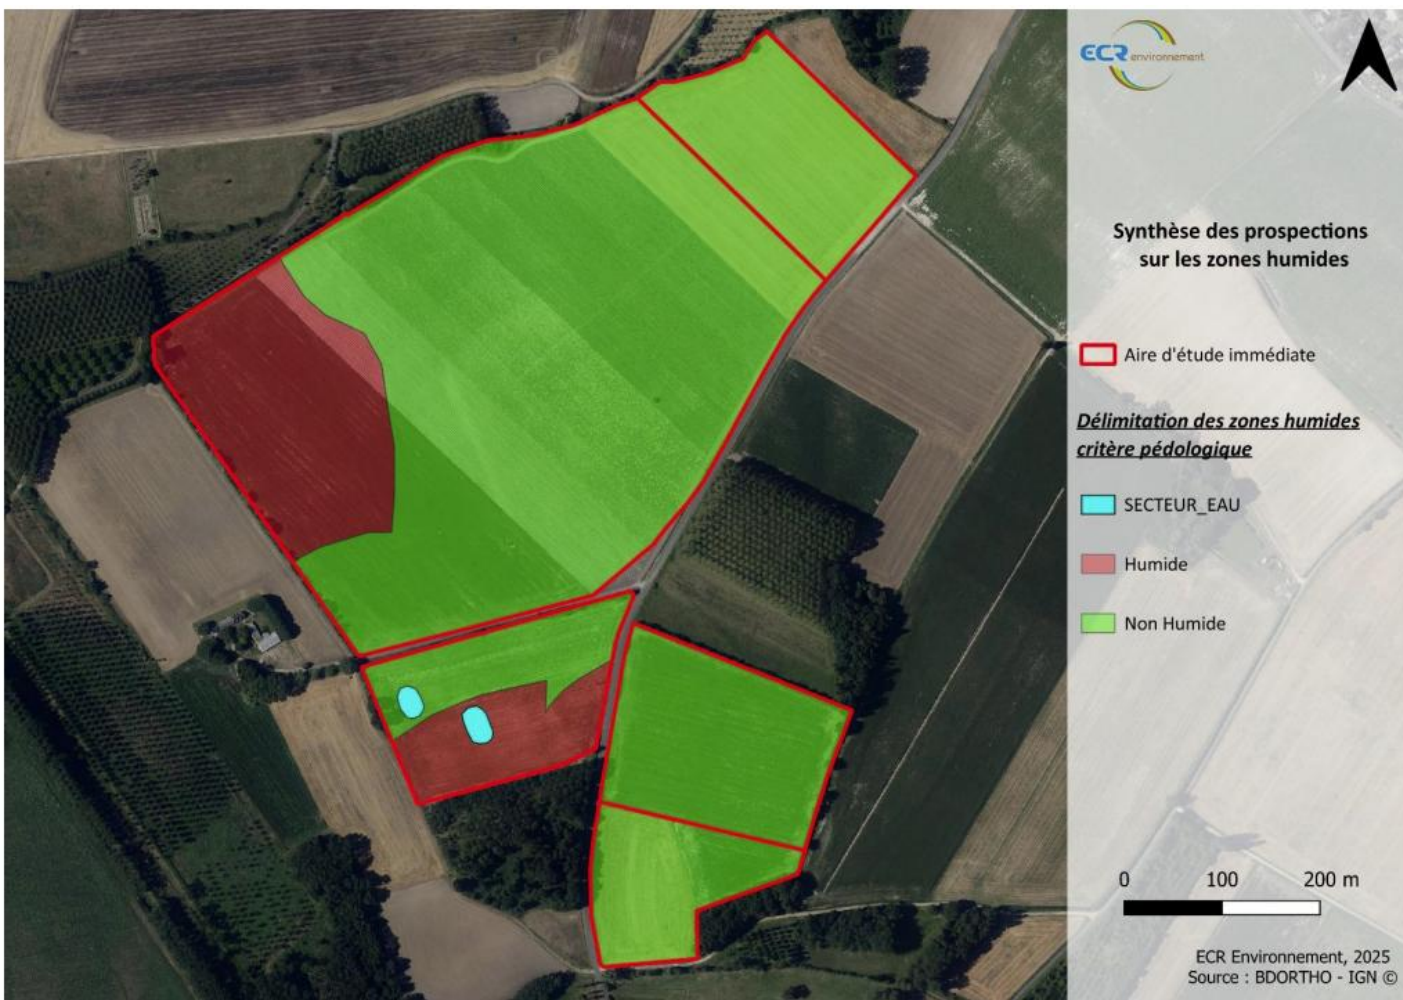 ECR environnement
Synthèse des prospections
sur les zones humides
Aire d'étude immédiate
Délimitation des zones humides
critère pédologique
SECTEUR_EAU
Humide
Non Humide
0 100 200 m
ECR Environnement, 2025
Source : BDORTHO - IGN ©